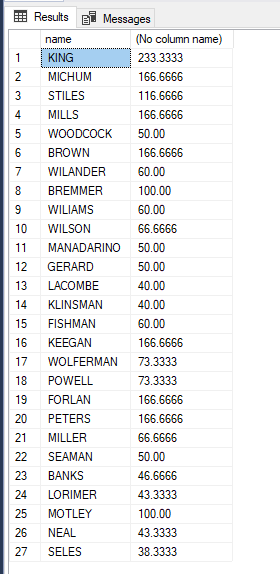 Results Messages
name (No column name)
1 KING 233.3333
2 MICHUM 166.6666
3 STILES 116.6666
4 MILLS 166.6666
5 WOODCOCK 50.00
6 BROWN 166.6666
7 WILANDER 60.00
8 BREMMER 100.00
9 WILIAMS 60.00
10 WILSON 66.6666
11 MANADARINO 50.00
12 GERARD 50.00
13 LACOMBE 40.00
14 KLINSMAN 40.00
15 FISHMAN 60.00
16 KEEGAN 166.6666
17 WOLFERMAN 73.3333
18 POWELL 73.3333
19 FORLAN 166.6666
20 PETERS 166.6666
21 MILLER 66.6666
22 SEAMAN 50.00
23 BANKS 46.6666
24 LORIMER 43.3333
25 MOTLEY 100.00
26 NEAL 43.3333
27 SELES 38.3333